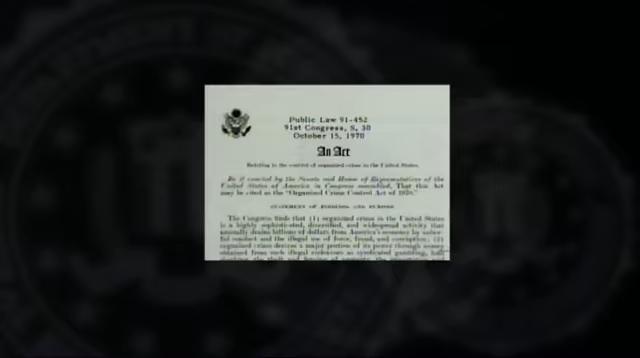 Public Law 91-452
91st Congress, S. 30
October 15, 1970
An Act
Relating to the control of organized crime in the United States.
Be it enacted by the Senate and House of Representatives of the
United States of America in Congress assembled, That this Act
may be cited as the "Organized Crime Control Act of 1970."
STATEMENT OF FINDINGS AND PURPOSE
The Congress finds that (1) organized crime in the United States
is a highly sophisticated, diversified, and widespread activity that
annually drains billions of dollars from America's economy by unlaw-
ful conduct and the illegal use of force, fraud, and corruption; (2)
organized crime derives a major portion of its power through money
obtained from such illegal endeavors as syndicated gambling, loan